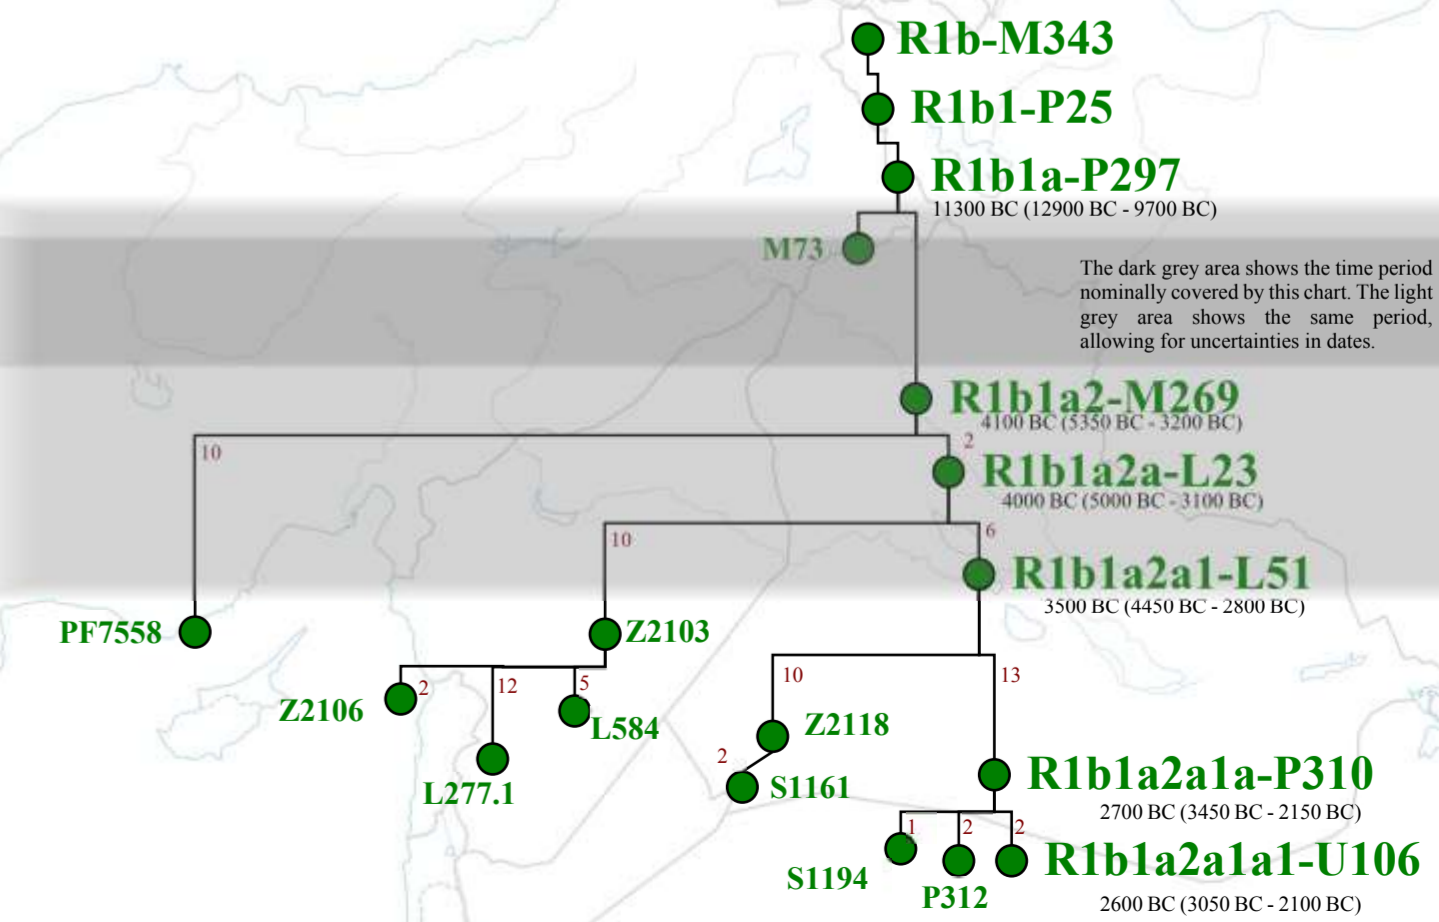 R1b-M343
R1b1-P25
R1b1a-P297
11300 BC (12900 BC - 9700 BC)
M73
The dark grey area shows the time period
nominally covered by this chart. The light
grey area shows the same period,
allowing for uncertainties in dates.
R1b1a2-M269
4100 BC (5350 BC - 3200 BC)
10
2
R1b1a2a-L23
4000 BC (5000 BC - 3100 BC)
10
6
R1b1a2a1-L51
3500 BC (4450 BC - 2800 BC)
PF7558
Z2103
10
13
Z2106
2
12
5
L584
L277.1
Z2118
2
S1161
R1b1a2a1a-P310
2700 BC (3450 BC - 2150 BC)
1
2
2
S1194
P312
R1b1a2a1a1-U106
2600 BC (3050 BC - 2100 BC)